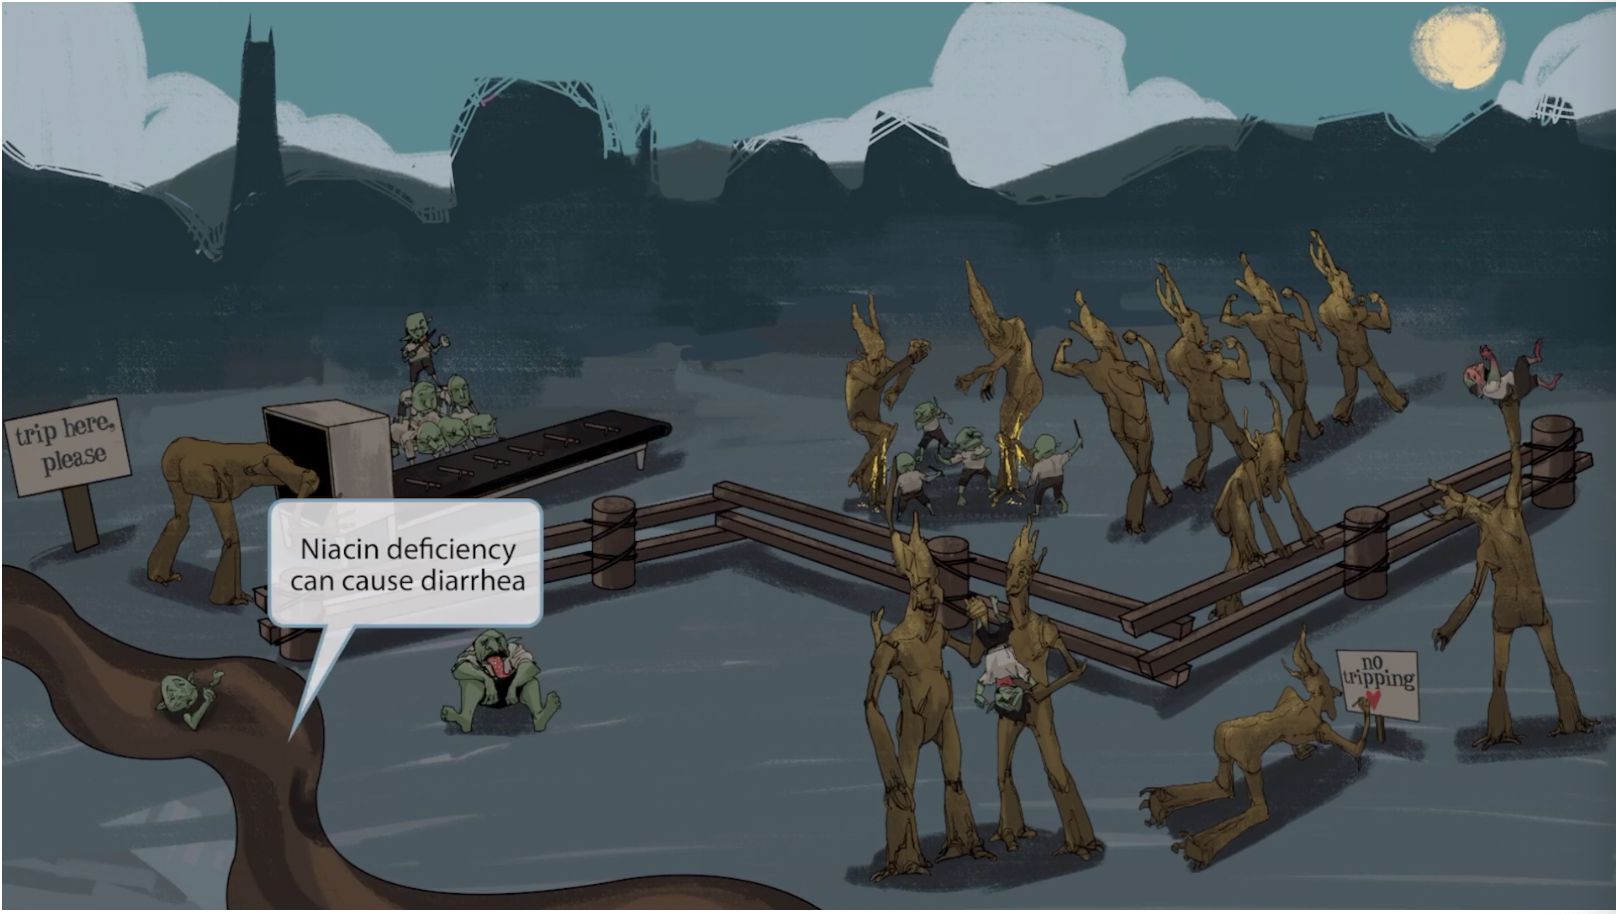 trip here,
please
Niacin deficiency
can cause diarrhea
no
tripping